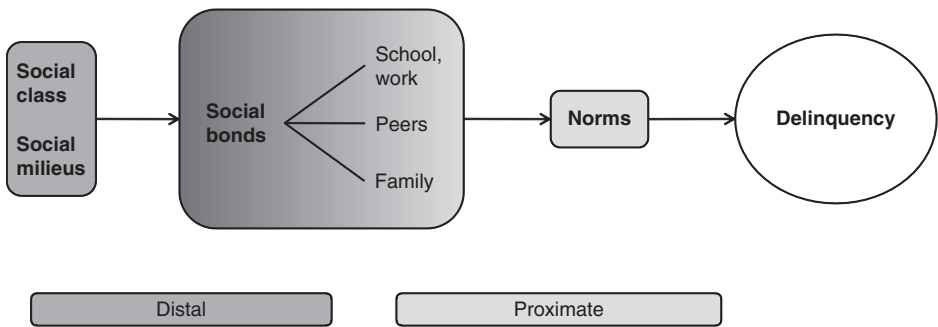 Social
class
Social
milieus
Social
bonds
School,
work
Peers
Family
Norms
Delinquency
Distal
Proximate